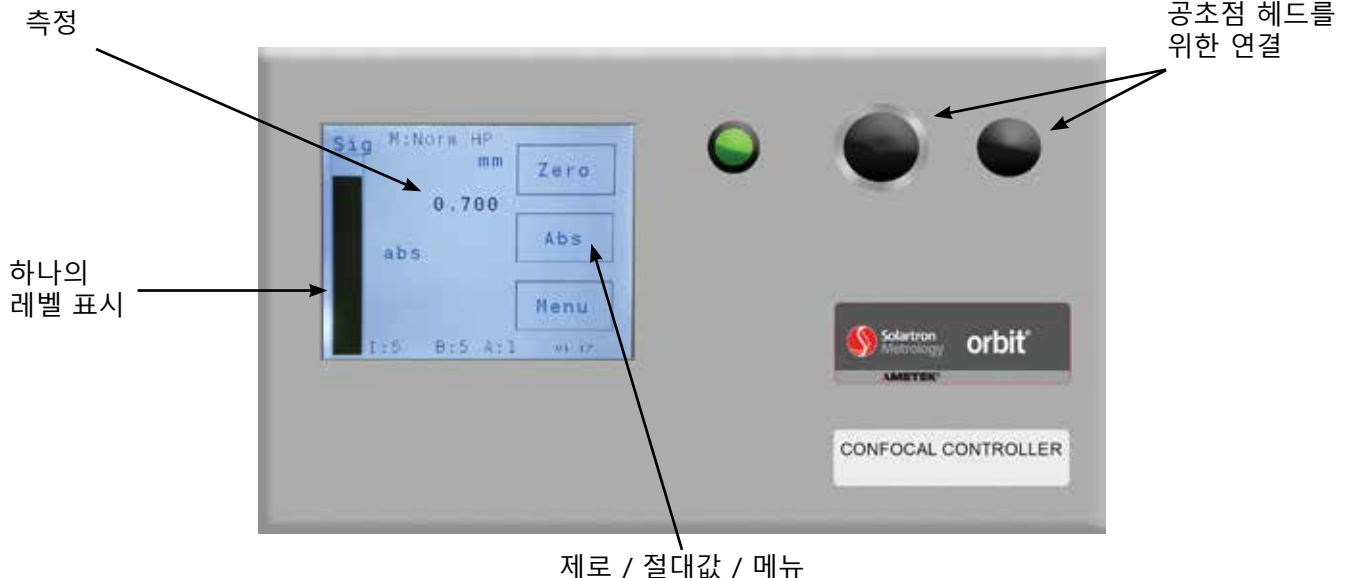 측정
공초점 헤드를
위한 연결
Sig M:Norm HP
mm
Zero
0.700
Abs
abs
하나의
레벨 표시
Menu
I:5 B:5 A:1
Solartron
Metrology
orbit®
AMETEK®
CONFOCAL CONTROLLER
제로 / 절대값 / 메뉴